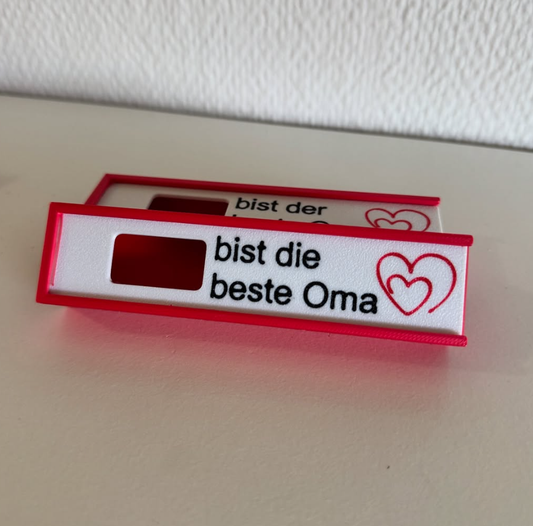 bist der
bist die
beste Oma